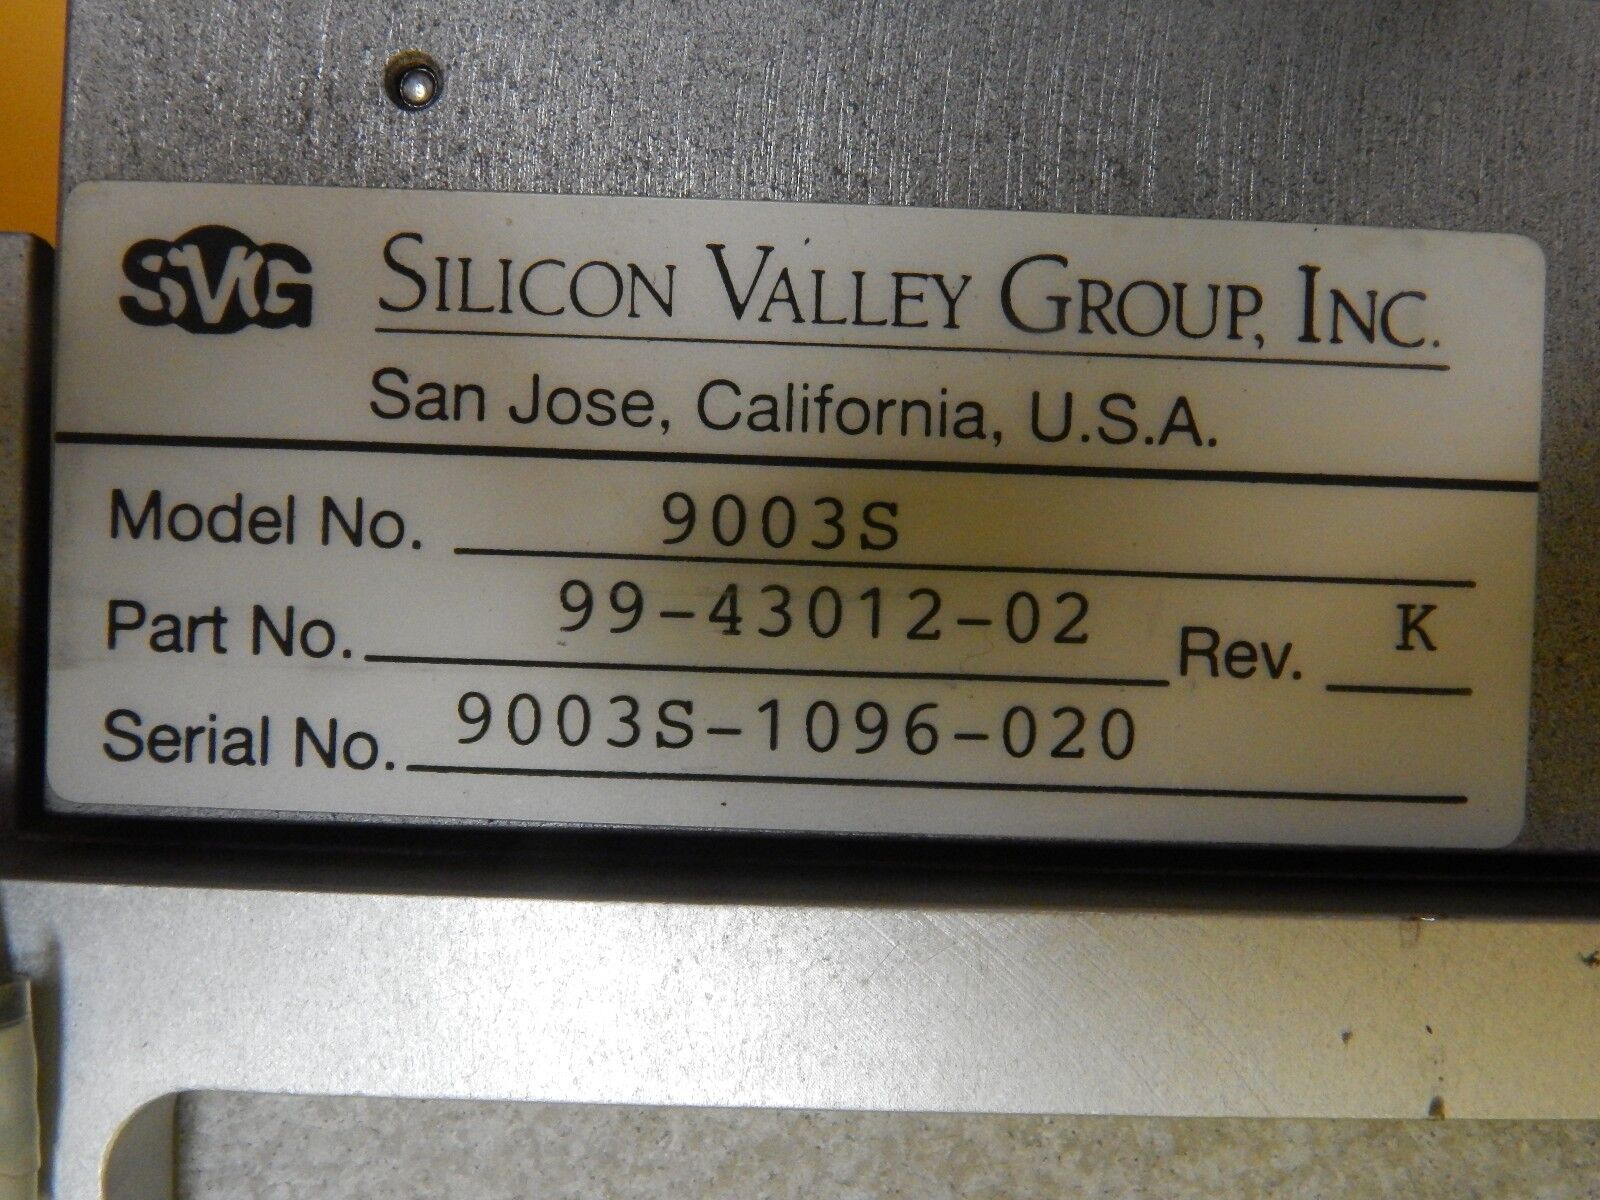 SVG SILICON VALLEY GROUP, INC.
San Jose, California, U.S.A.
Model No. 9003S
Part No. 99-43012-02 Rev. K
Serial No. 9003S-1096-020